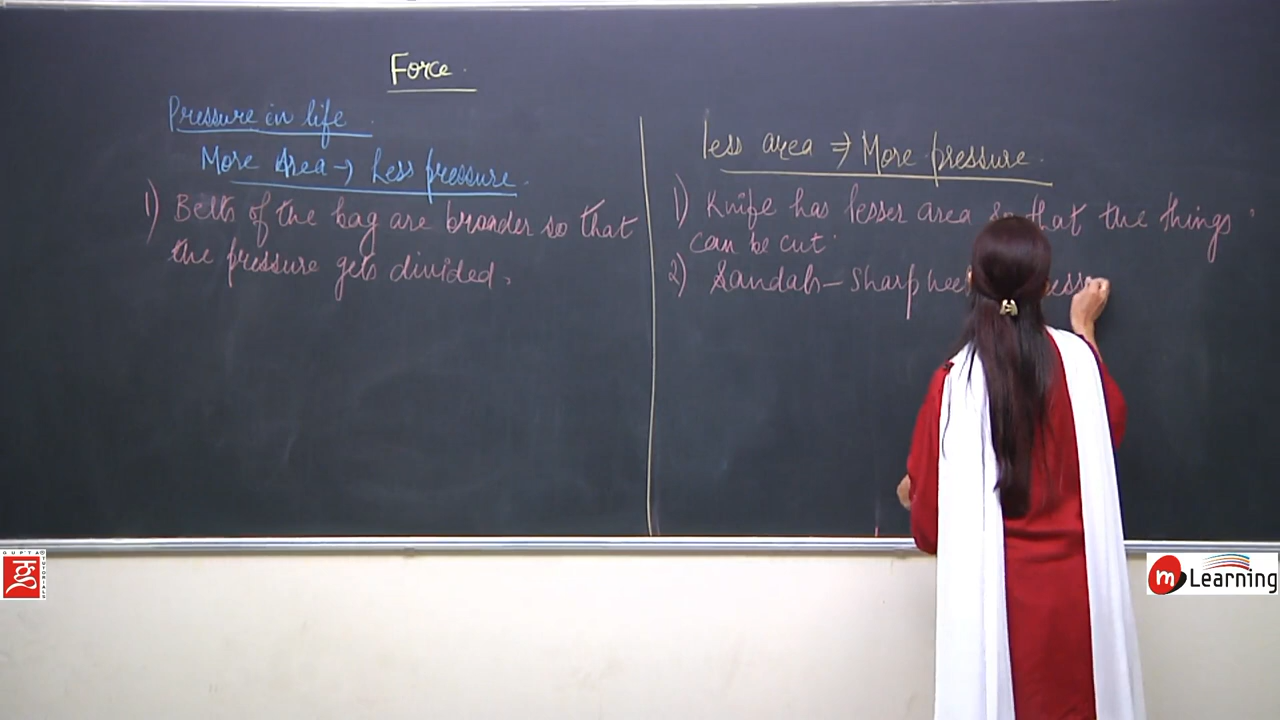 Force.
Pressure in life.
More Area → Less pressure.
1) Belts of the bag are broader so that
the pressure gets divided.
less area ⇒ More pressure.
1) Knife has lesser area so that the things
can be cut.
2) Sandals – Sharp
GUPTA TUTORIALS
m Learning